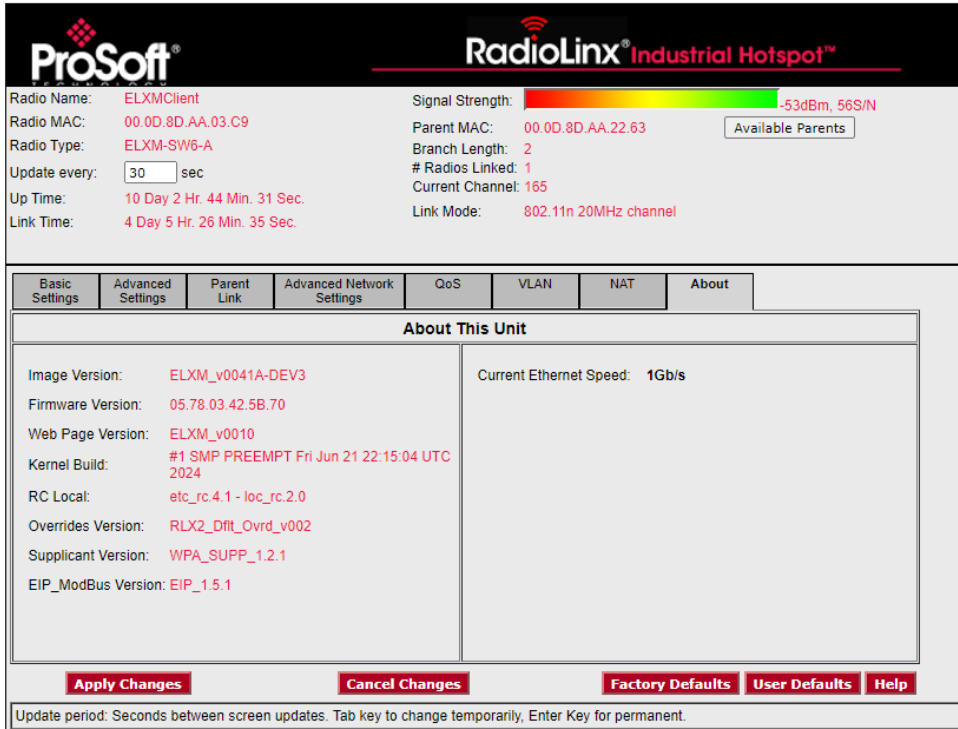 ProSoft®
TECHNOLOGY
RadioLinx® Industrial Hotspot™
Radio Name: ELXMClient
Radio MAC: 00.0D.8D.AA.03.C9
Radio Type: ELXM-SW6-A
Update every: 30 sec
Up Time: 10 Day 2 Hr. 44 Min. 31 Sec.
Link Time: 4 Day 5 Hr. 26 Min. 35 Sec.
Signal Strength: -53dBm, 56S/N
Parent MAC: 00.0D.8D.AA.22.63 Available Parents
Branch Length: 2
# Radios Linked: 1
Current Channel: 165
Link Mode: 802.11n 20MHz channel
Basic Settings
Advanced Settings
Parent Link
Advanced Network Settings
QoS
VLAN
NAT
About
About This Unit
Image Version: ELXM_v0041A-DEV3
Firmware Version: 05.78.03.42.5B.70
Web Page Version: ELXM_v0010
Kernel Build: #1 SMP PREEMPT Fri Jun 21 22:15:04 UTC
2024
RC Local: etc_rc.4.1 - loc_rc.2.0
Overrides Version: RLX2_Dflt_Ovrd_v002
Supplicant Version: WPA_SUPP_1.2.1
EIP_ModBus Version: EIP_1.5.1
Current Ethernet Speed: 1Gb/s
Apply Changes Cancel Changes Factory Defaults User Defaults Help
Update period: Seconds between screen updates. Tab key to change temporarily, Enter Key for permanent.